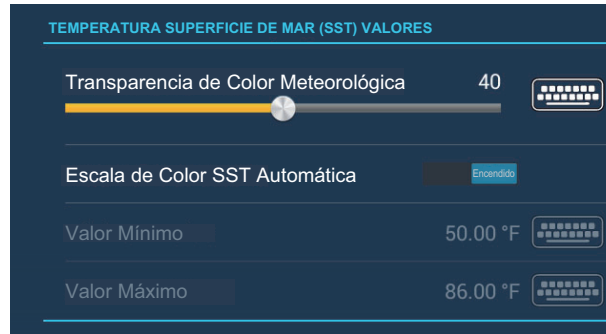 TEMPERATURA SUPERFICIE DE MAR (SST) VALORES
Transparencia de Color Meteorológica 40
Escala de Color SST Automática Encendido
Valor Mínimo 50.00 °F
Valor Máximo 86.00 °F